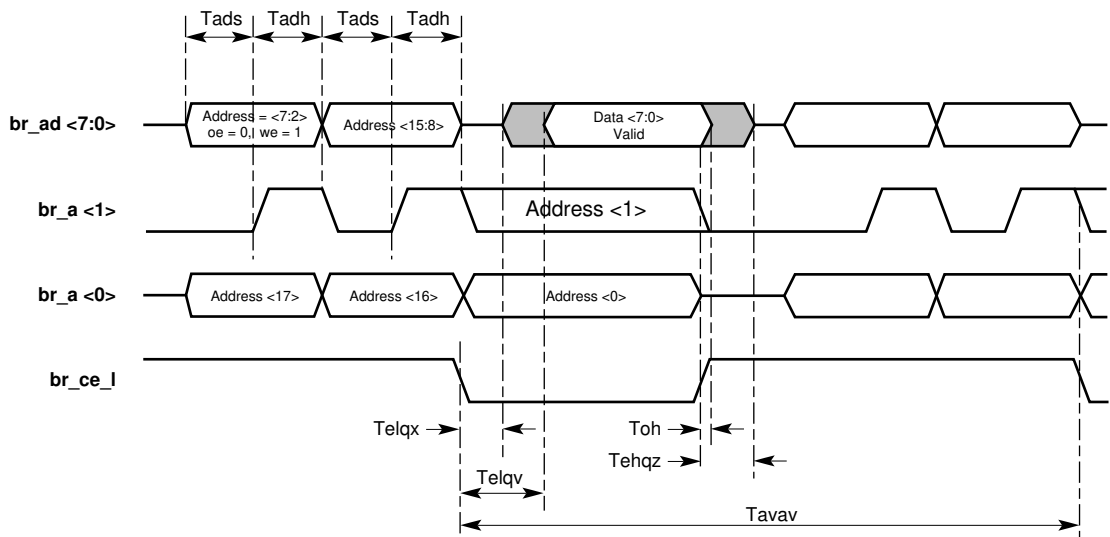 Tads Tadh Tads Tadh
br_ad <7:0>
Address = <7:2>
oe = 0, l we = 1
Address <15:8>
Data <7:0>
Valid
br_a <1>
Address <1>
br_a <0>
Address <17> Address <16> Address <0>
br_ce_l
Telqx Toh
Tehqz
Telqv
Tavav